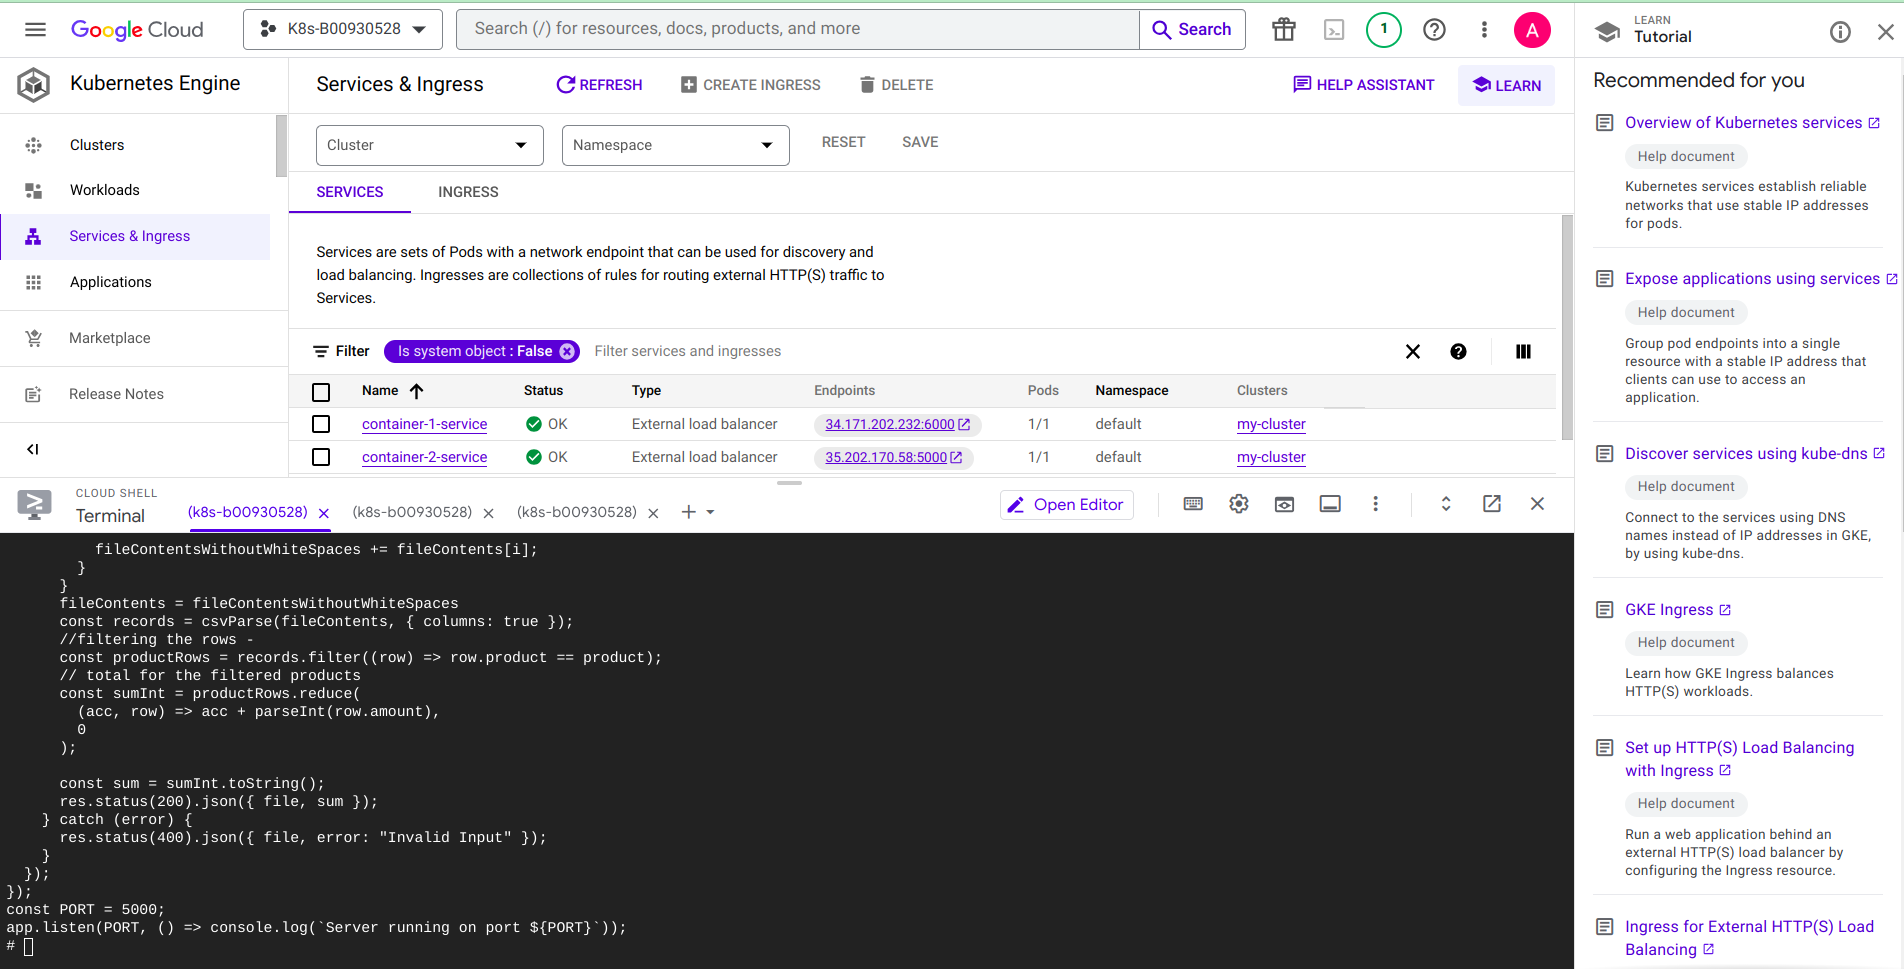 Google Cloud
K8s-B00930528
Search (/) for resources, docs, products, and more
Search
1
A
LEARN
Tutorial
Kubernetes Engine
Clusters
Workloads
Services & Ingress
Applications
Marketplace
Release Notes
Services & Ingress
REFRESH
CREATE INGRESS
DELETE
HELP ASSISTANT
LEARN
Cluster
Namespace
RESET
SAVE
SERVICES
INGRESS
Services are sets of Pods with a network endpoint that can be used for discovery and
load balancing. Ingresses are collections of rules for routing external HTTP(S) traffic to
Services.
Filter
Is system object : False
Filter services and ingresses
Name Status Type Endpoints Pods Namespace Clusters
container-1-service OK External load balancer 34.171.202.232:6000 1/1 default my-cluster
container-2-service OK External load balancer 35.202.170.58:5000 1/1 default my-cluster
CLOUD SHELL
Terminal
(k8s-b00930528)
(k8s-b00930528)
(k8s-b00930528)
Open Editor
fileContentsWithoutWhiteSpaces += fileContents[i];
}
}
fileContents = fileContentsWithoutWhiteSpaces
const records = csvParse(fileContents, { columns: true });
//filtering the rows -
const productRows = records.filter((row) => row.product == product);
// total for the filtered products
const sumInt = productRows.reduce(
(acc, row) => acc + parseInt(row.amount),
0
);
const sum = sumInt.toString();
res.status(200).json({ file, sum });
} catch (error) {
res.status(400).json({ file, error: "Invalid Input" });
}
});
});
const PORT = 5000;
app.listen(PORT, () => console.log(`Server running on port ${PORT}`));
#
Recommended for you
Overview of Kubernetes services
Help document
Kubernetes services establish reliable
networks that use stable IP addresses
for pods.
Expose applications using services
Help document
Group pod endpoints into a single
resource with a stable IP address that
clients can use to access an
application.
Discover services using kube-dns
Help document
Connect to the services using DNS
names instead of IP addresses in GKE,
by using kube-dns.
GKE Ingress
Help document
Learn how GKE Ingress balances
HTTP(S) workloads.
Set up HTTP(S) Load Balancing
with Ingress
Help document
Run a web application behind an
external HTTP(S) load balancer by
configuring the Ingress resource.
Ingress for External HTTP(S) Load
Balancing